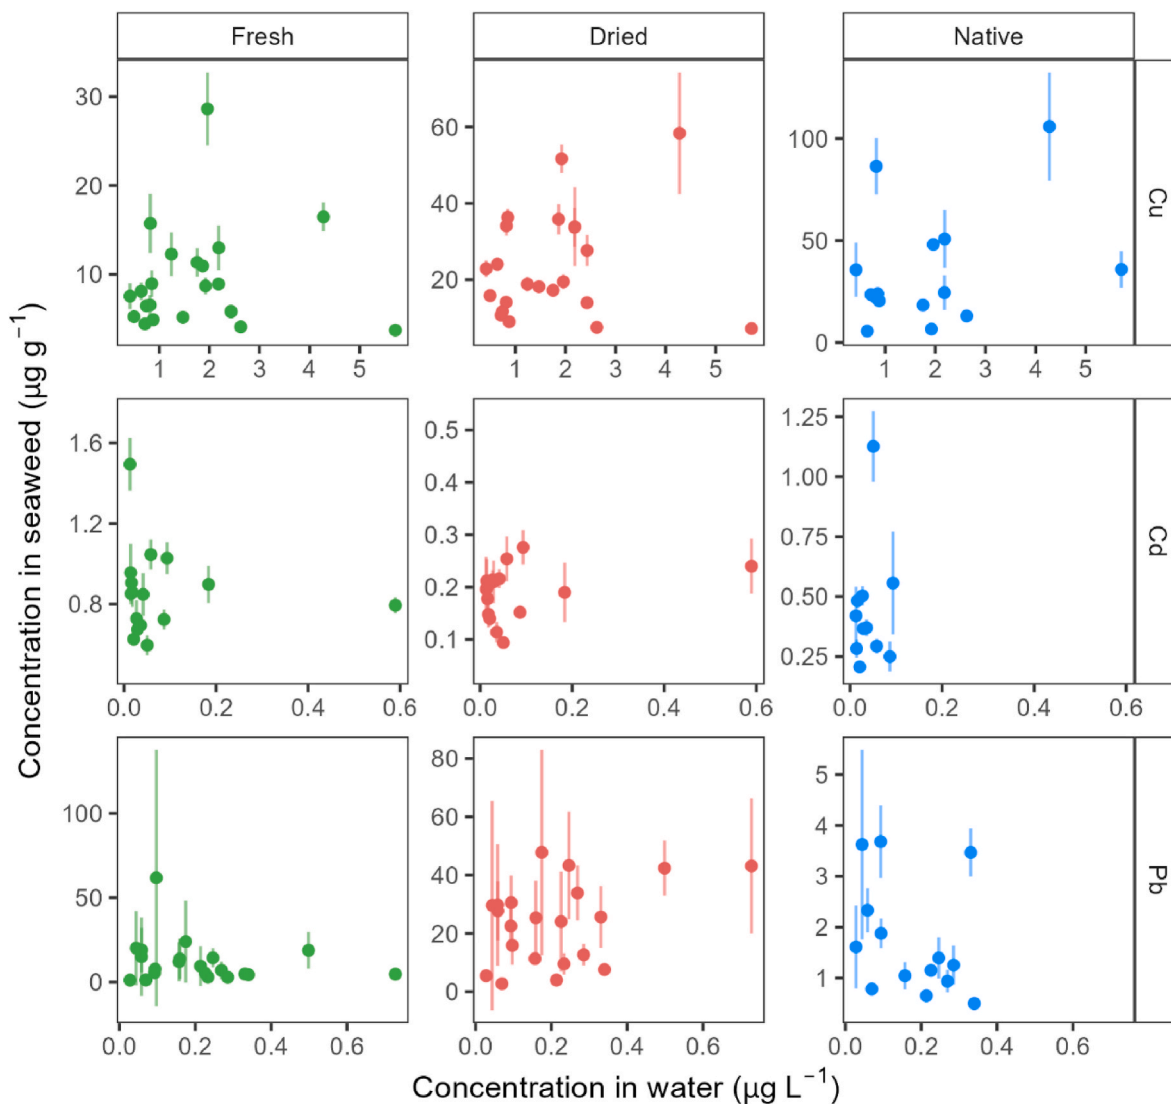 Fresh Dried Native
30
20
10
60
40
20
100
50
0
Cu
1 2 3 4 5
1 2 3 4 5
1 2 3 4 5
1.6
1.2
0.8
0.5
0.4
0.3
0.2
0.1
1.25
1.00
0.75
0.50
0.25
Cd
0.0 0.2 0.4 0.6
0.0 0.2 0.4 0.6
0.0 0.2 0.4 0.6
100
50
0
80
60
40
20
0
5
4
3
2
1
Pb
0.0 0.2 0.4 0.6
0.0 0.2 0.4 0.6
0.0 0.2 0.4 0.6
Concentration in seaweed (µg g⁻¹)
Concentration in water (µg L⁻¹)